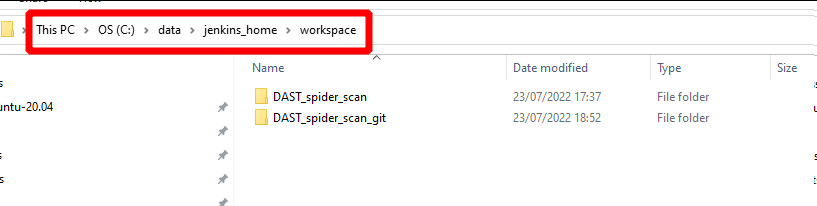 This PC > OS (C:) > data > jenkins_home > workspace
Name Date modified Type Size
s
untu-20.04
DAST_spider_scan 23/07/2022 17:37 File folder
DAST_spider_scan_git 23/07/2022 18:52 File folder
s
s